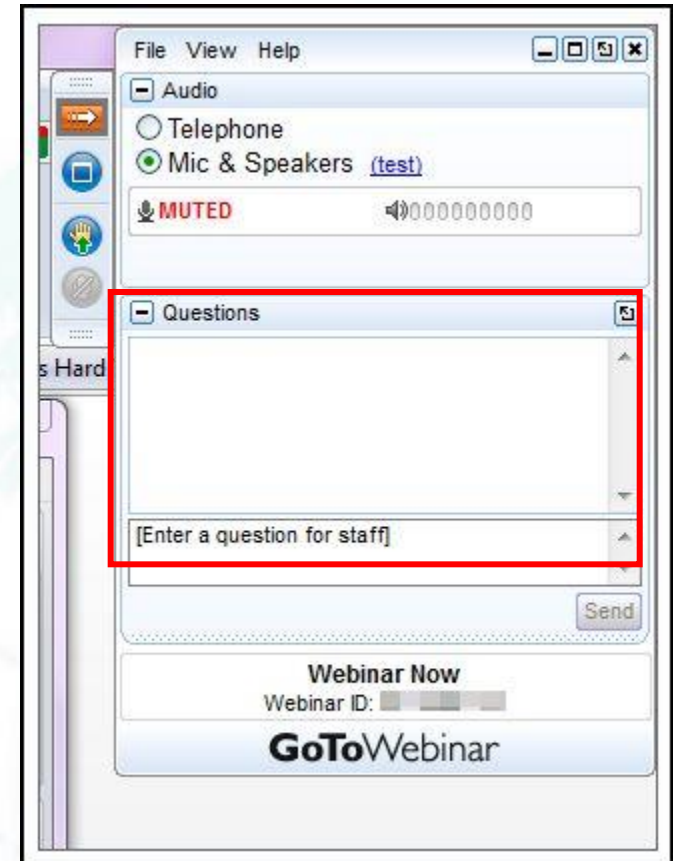 File View Help
Audio
Telephone
Mic & Speakers (test)
MUTED 000000000
Questions
s Hard
[Enter a question for staff]
Send
Webinar Now
Webinar ID:
GoToWebinar